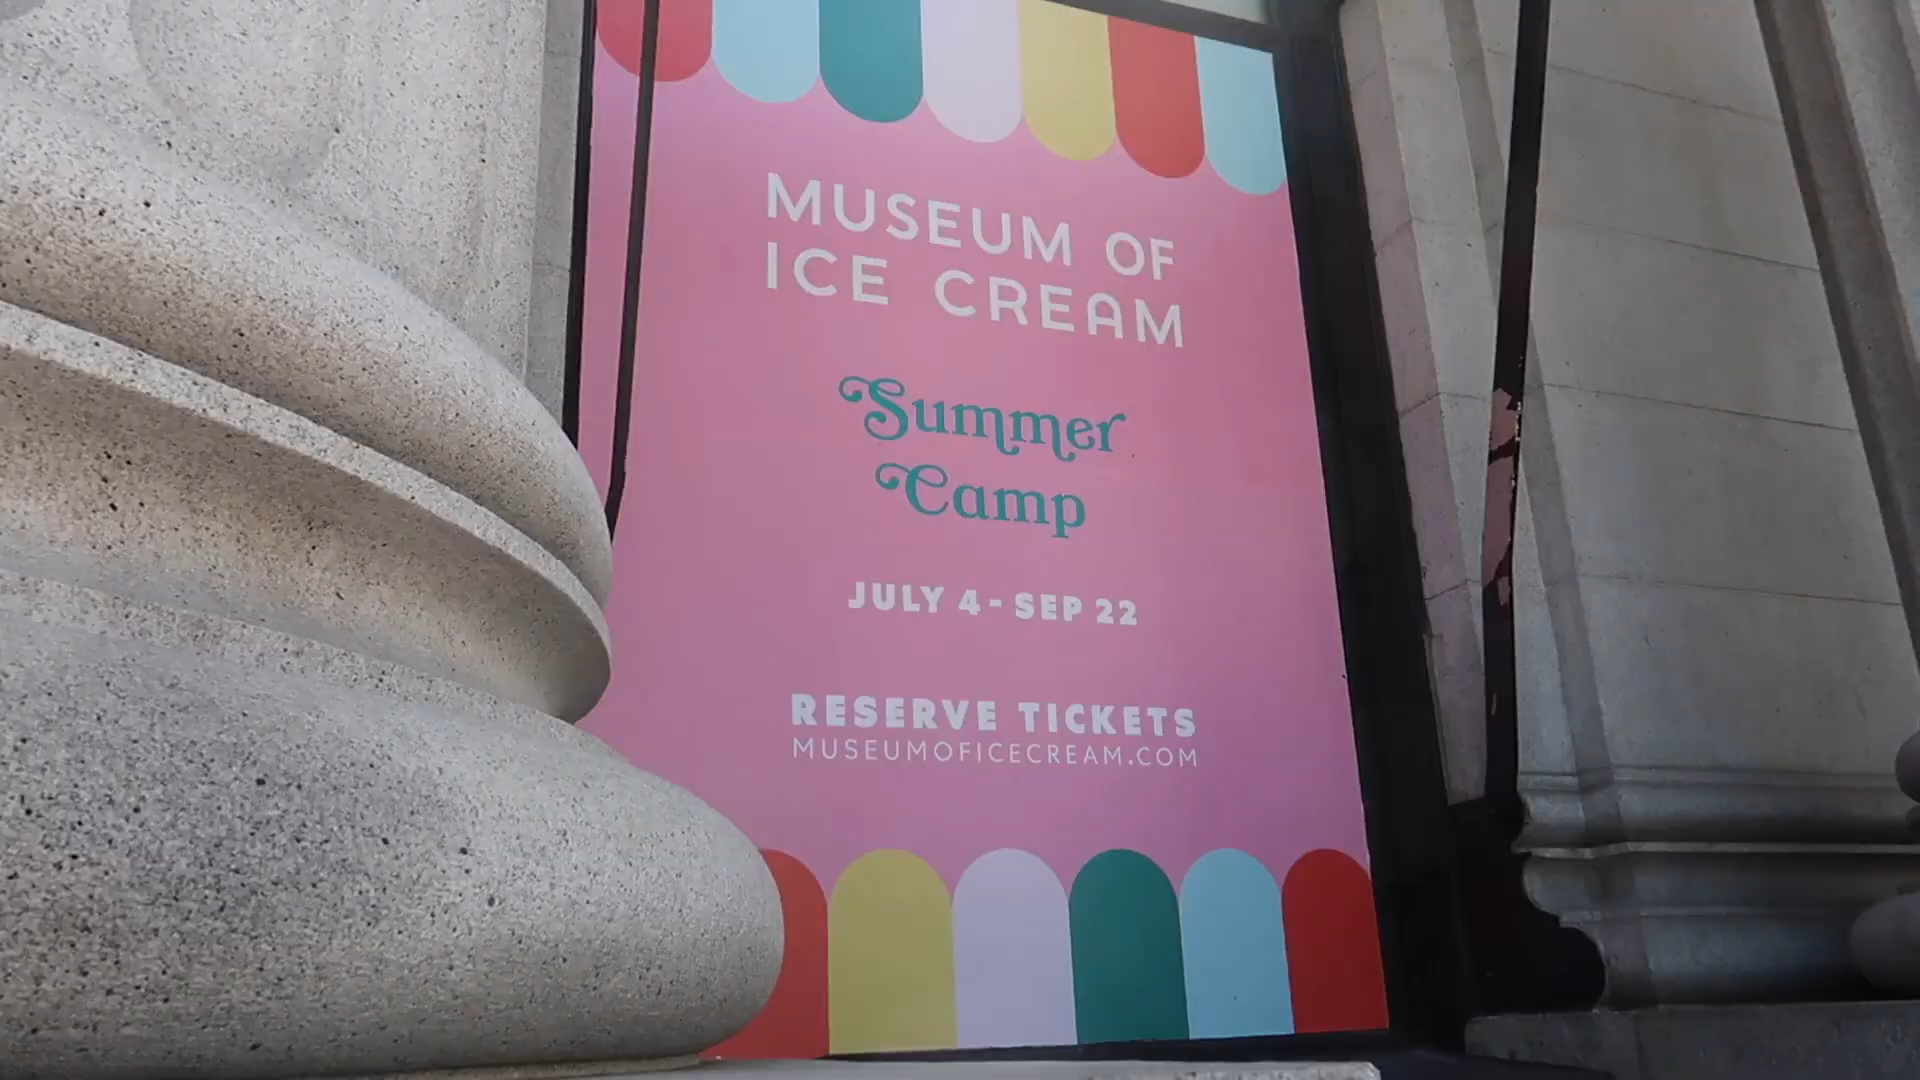 MUSEUM OF
ICE CREAM
Summer
Camp
JULY 4 - SEP 22
RESERVE TICKETS
MUSEUMOFICECREAM.COM